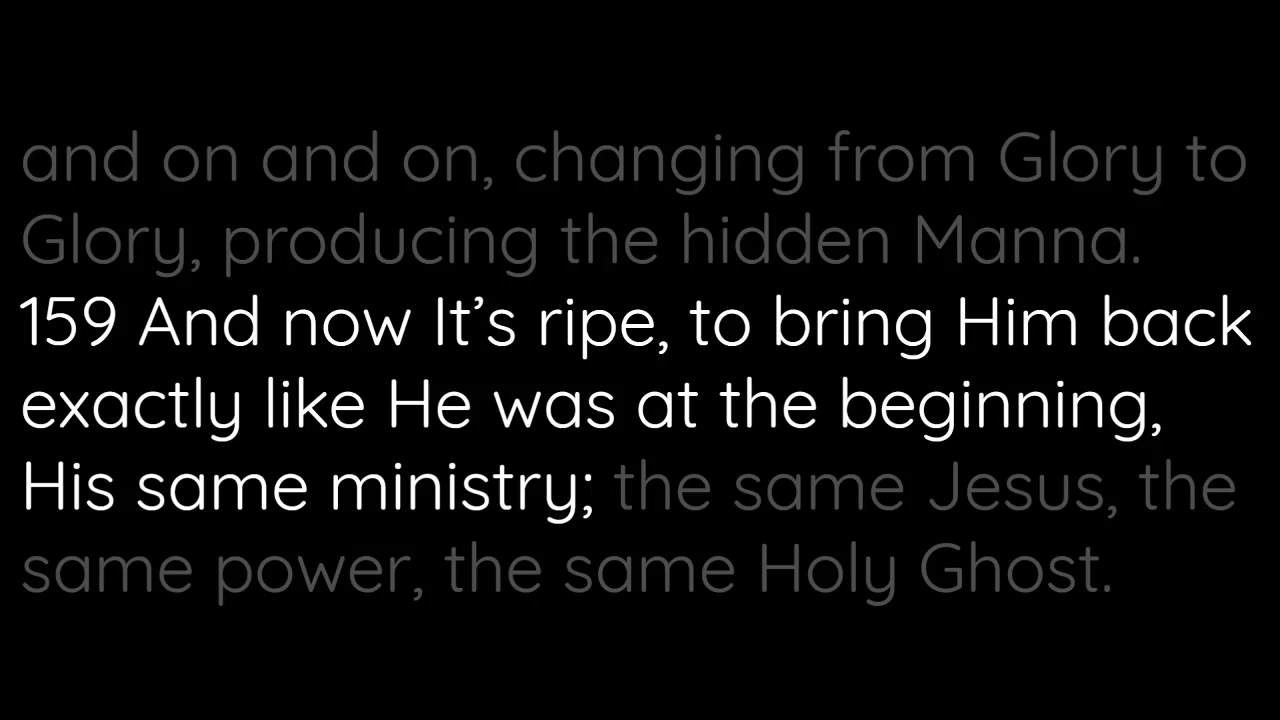 and on and on, changing from Glory to
Glory, producing the hidden Manna.
159 And now It’s ripe, to bring Him back
exactly like He was at the beginning,
His same ministry; the same Jesus, the
same power, the same Holy Ghost.